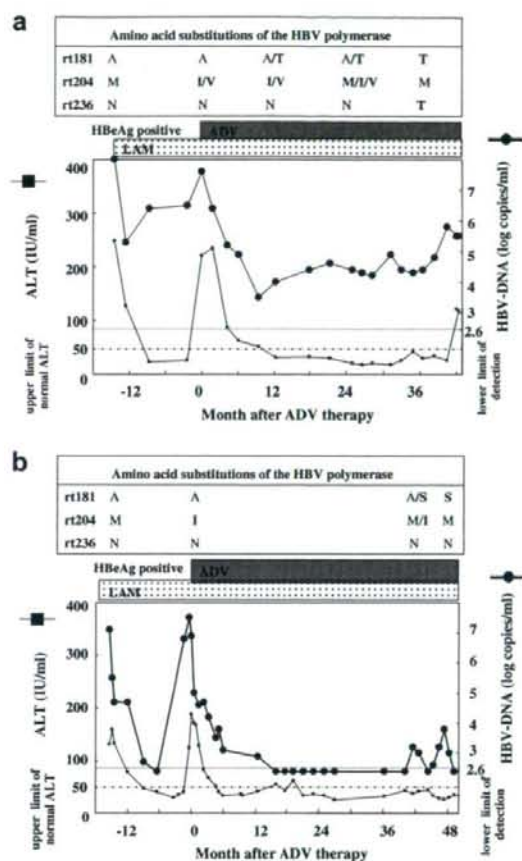 a
Amino acid substitutions of the HBV polymerase
rt181 A A A/T A/T T
rt204 M I/V I/V M/I/V M
rt236 N N N N T
HBeAg positive ADV
LAM
ALT (IU/ml)
upper limit of
normal ALT
400
300
200
100
50
0
7
6
5
4
3
2.6
HBV-DNA (log copies/ml)
lower limit of
detection
-12 0 12 24 36
Month after ADV therapy
b
Amino acid substitutions of the HBV polymerase
rt181 A A A/S S
rt204 M I M/I M
rt236 N N N N
HBeAg positive ADV
LAM
ALT (IU/ml)
upper limit of
normal ALT
400
300
200
100
50
0
7
6
5
4
3
2.6
HBV-DNA (log copies/ml)
lower limit of
detection
-12 0 12 24 36 48
Month after ADV therapy